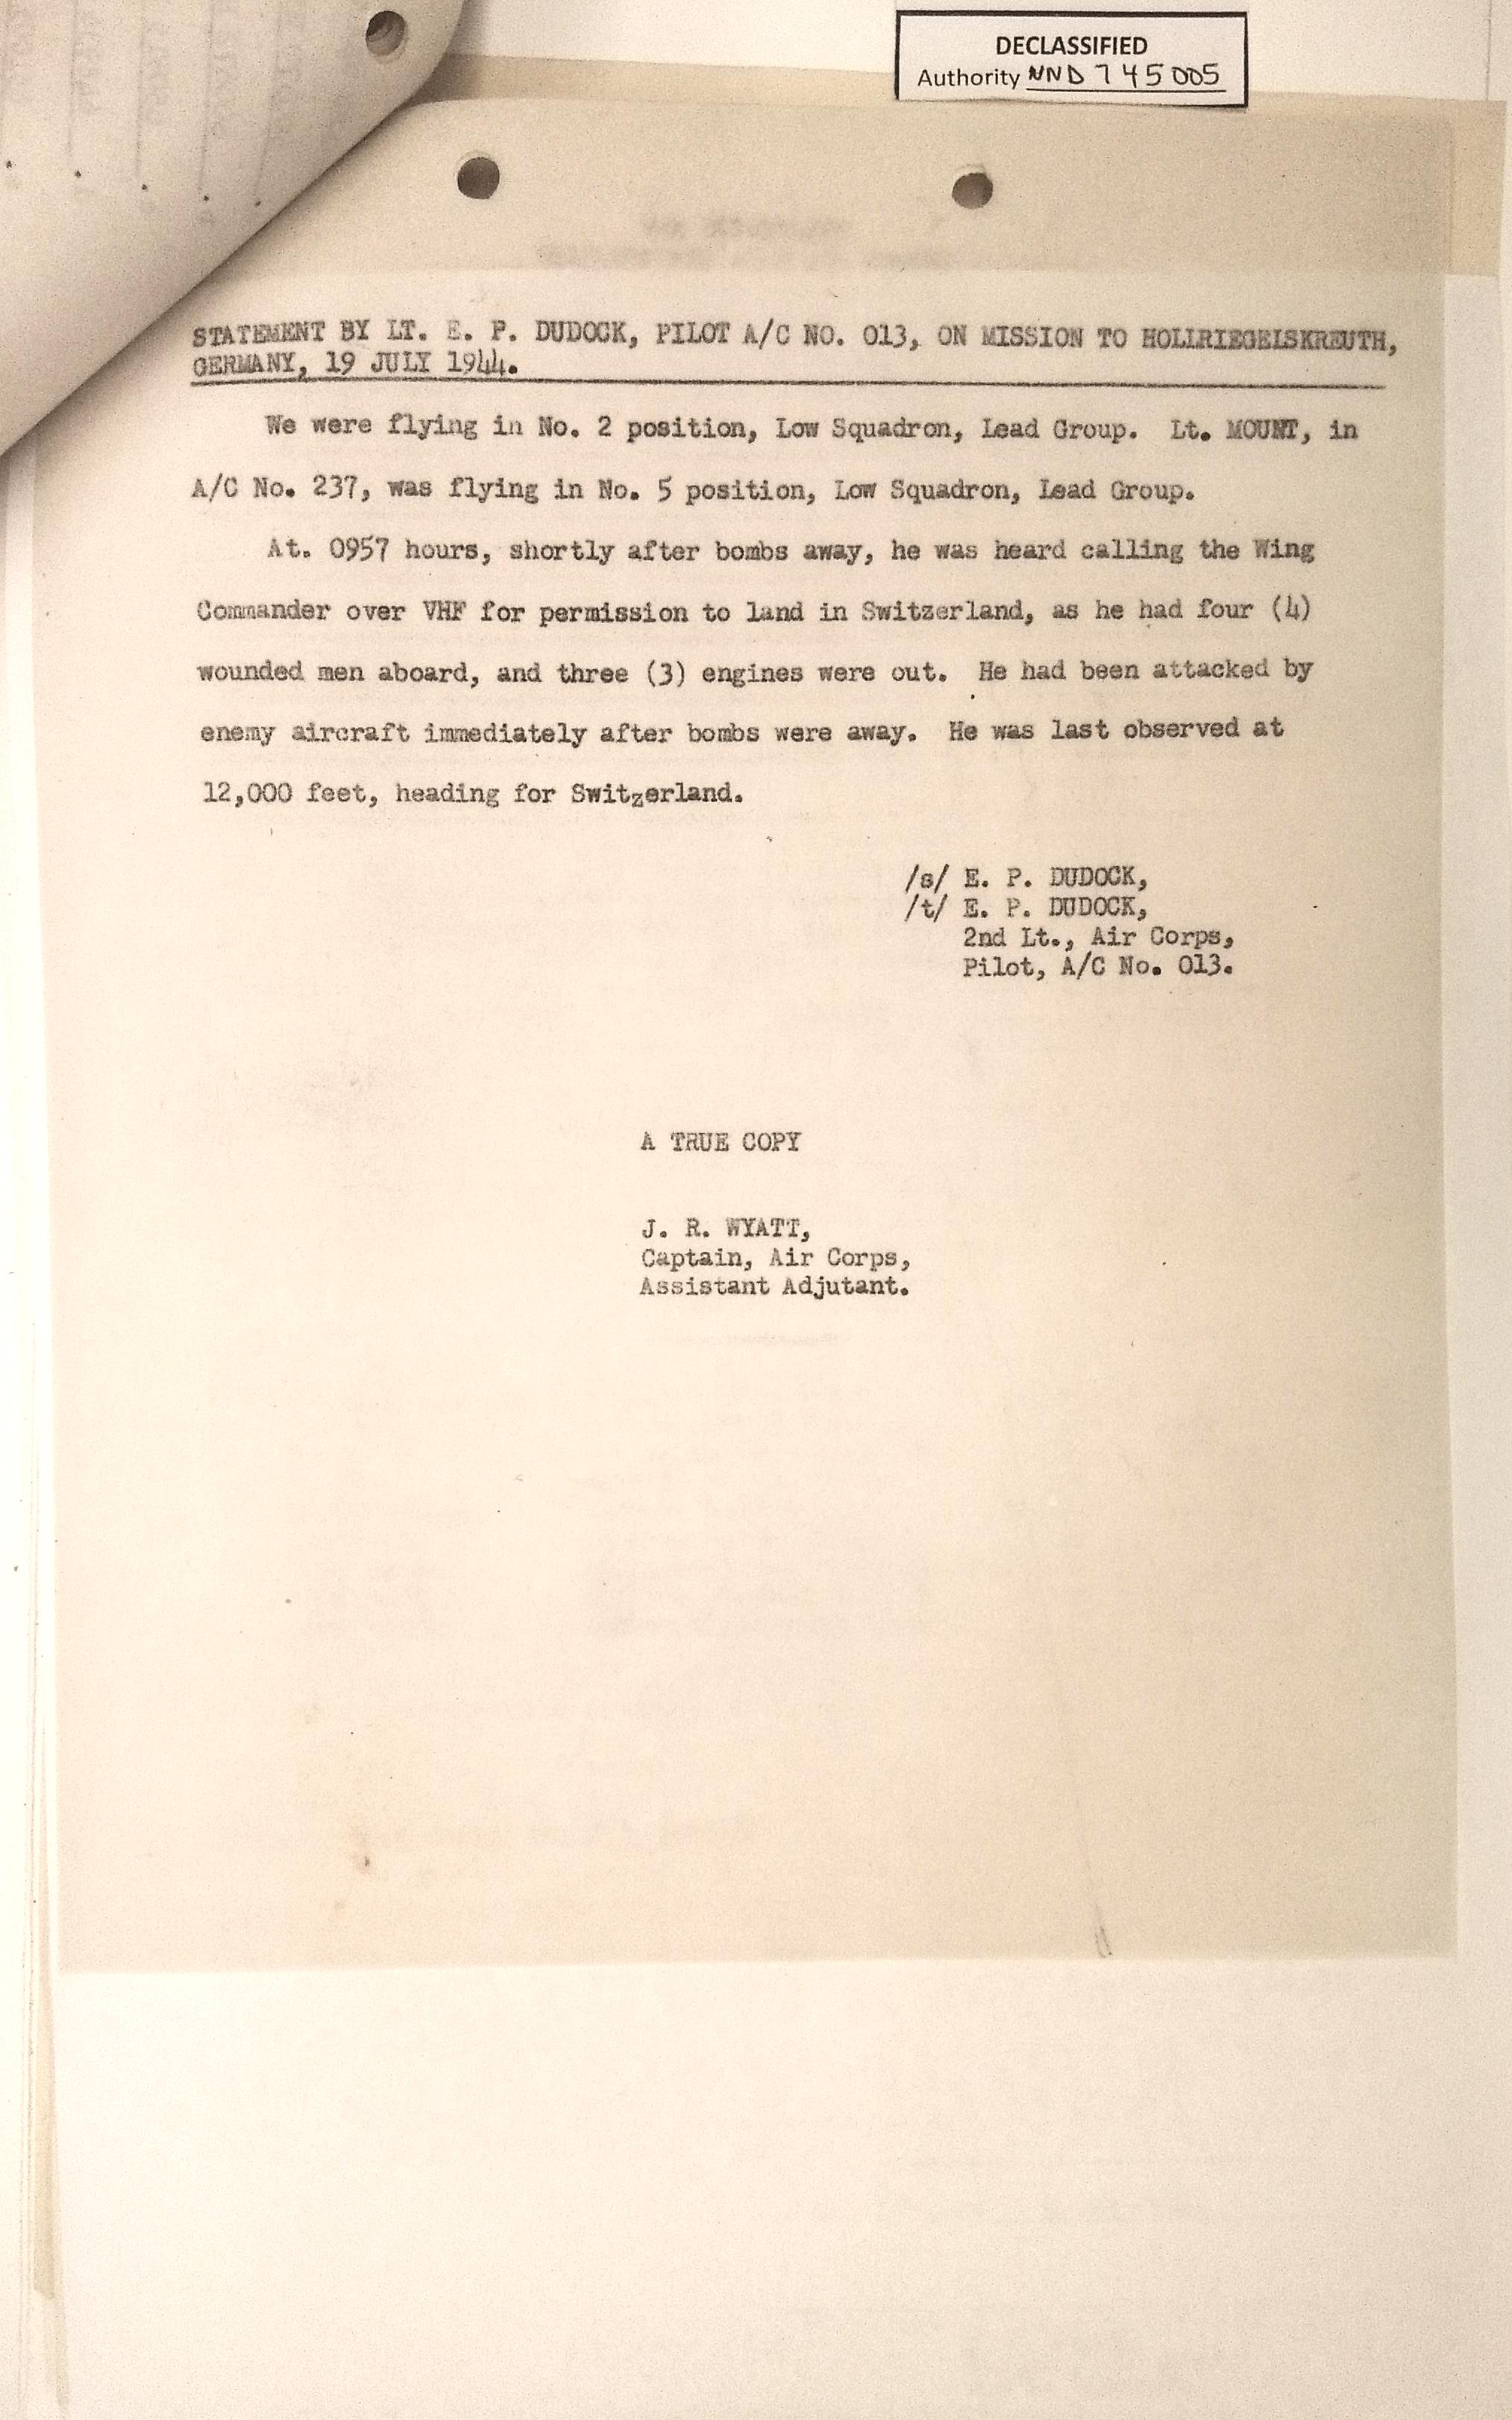 DECLASSIFIED
Authority NND 745005
STATEMENT BY LT. E. P. DUDOCK, PILOT A/C NO. 013, ON MISSION TO HOLLRIEGELSKREUTH,
GERMANY, 19 JULY 1944.
We were flying in No. 2 position, Low Squadron, Lead Group. Lt. MOUNT, in
A/C No. 237, was flying in No. 5 position, Low Squadron, Lead Group.
At. 0957 hours, shortly after bombs away, he was heard calling the Wing
Commander over VHF for permission to land in Switzerland, as he had four (4)
wounded men aboard, and three (3) engines were out. He had been attacked by
enemy aircraft immediately after bombs were away. He was last observed at
12,000 feet, heading for Switzerland.
/s/ E. P. DUDOCK,
/t/ E. P. DUDOCK,
2nd Lt., Air Corps,
Pilot, A/C No. 013.
A TRUE COPY
J. R. WYATT,
Captain, Air Corps,
Assistant Adjutant.